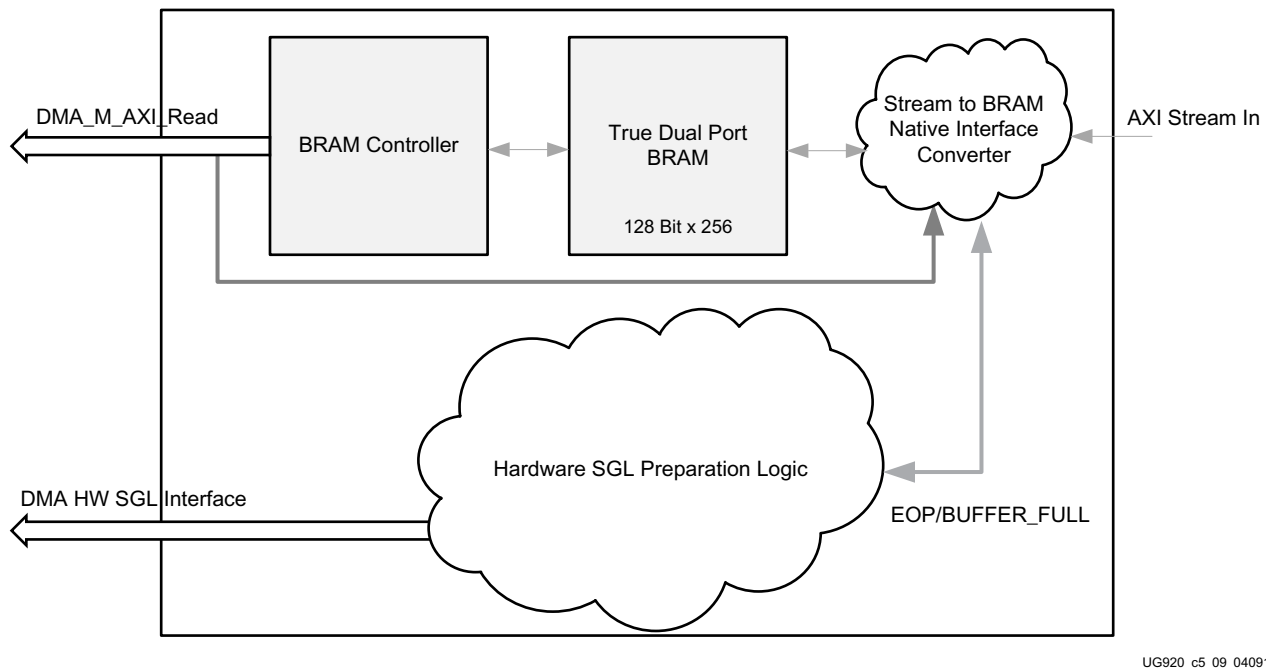 DMA_M_AXI_Read
BRAM Controller
True Dual Port
BRAM
128 Bit x 256
Stream to BRAM
Native Interface
Converter
AXI Stream In
Hardware SGL Preparation Logic
DMA HW SGL Interface
EOP/BUFFER_FULL
UG920_c5_09_04091